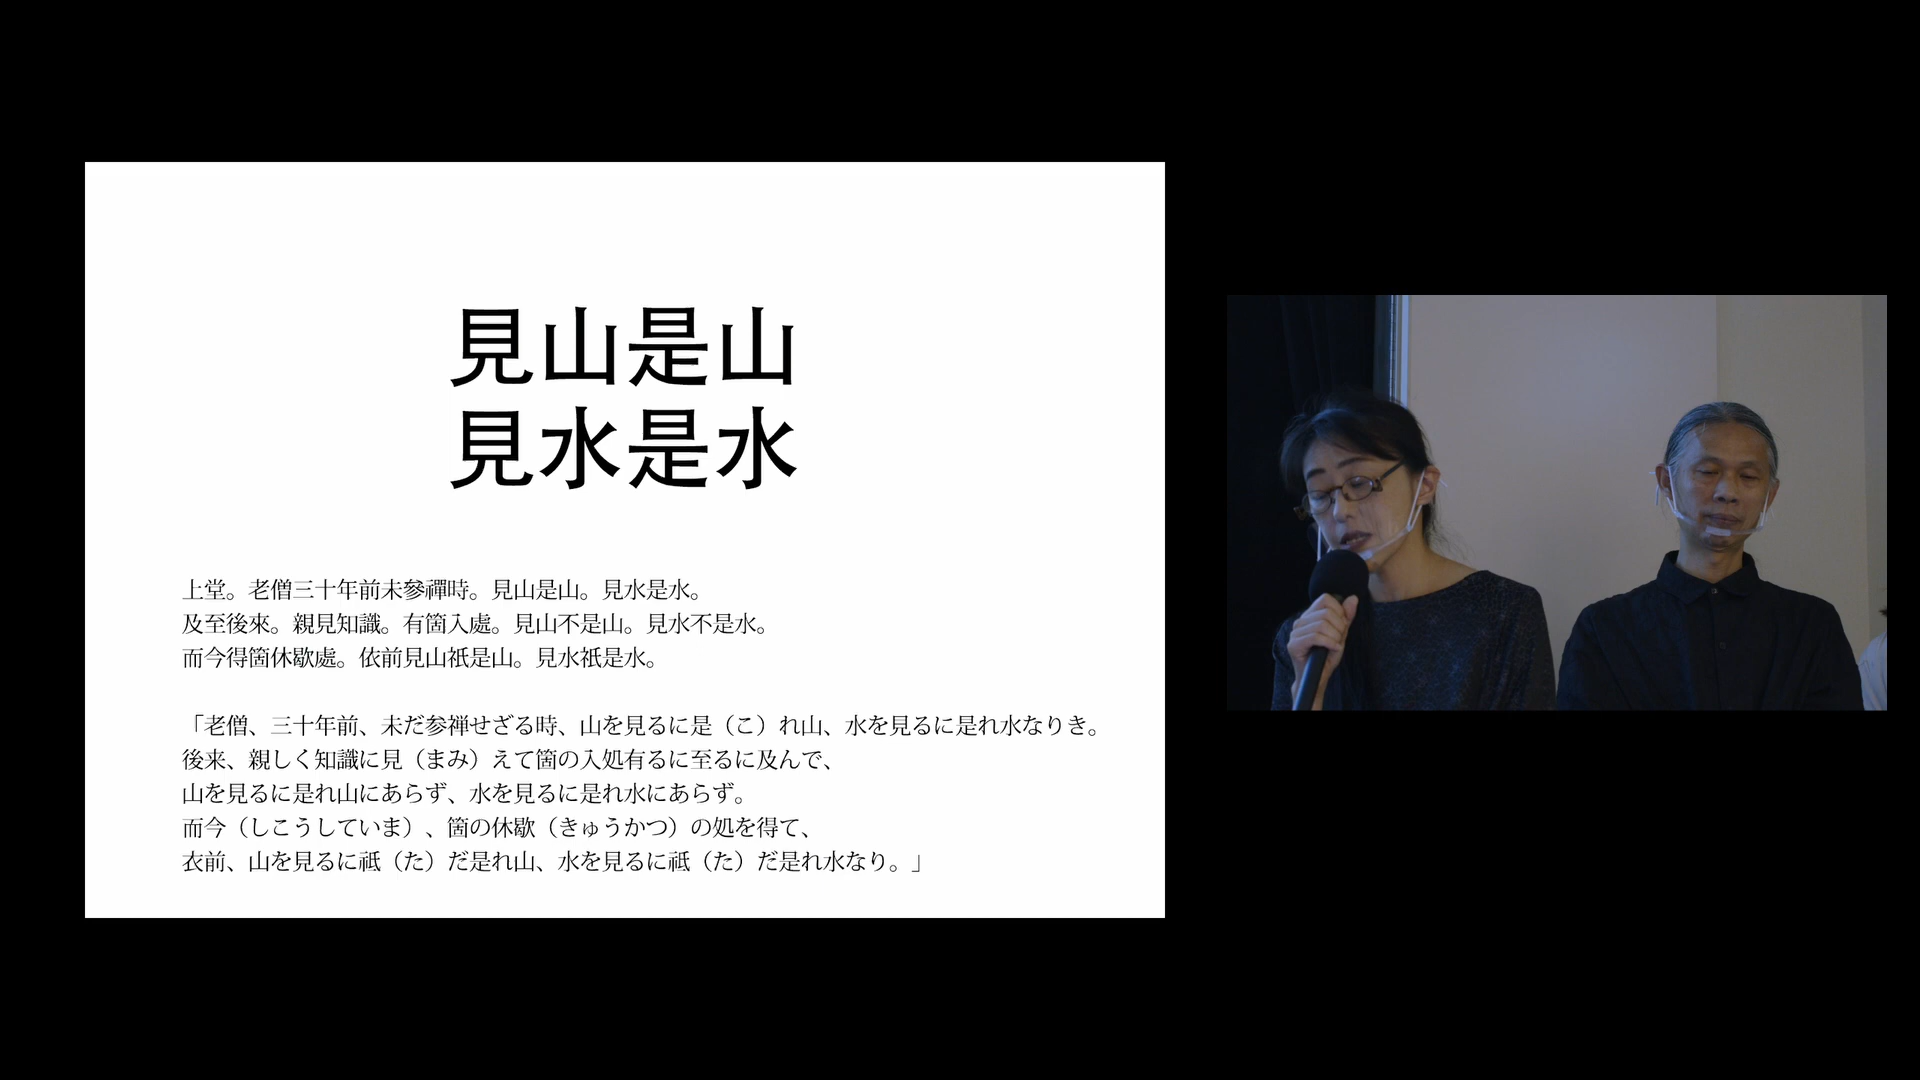 見山是山
見水是水
上堂。老僧三十年前未參禪時。見山是山。見水是水。
及至後來。親見知識。有箇入處。見山不是山。見水不是水。
而今得箇休歇處。依前見山祇是山。見水祇是水。
「老僧、三十年前、未だ参禅せざる時、山を見るに是（こ）れ山、水を見るに是れ水なりき。
後来、親しく知識に見（まみ）えて箇の入処有るに至るに及んで、
山を見るに是れ山にあらず、水を見るに是れ水にあらず。
而今（しこうしていま）、箇の休歇（きゅうかつ）の処を得て、
衣前、山を見るに祗（た）だ是れ山、水を見るに祗（た）だ是れ水なり。」